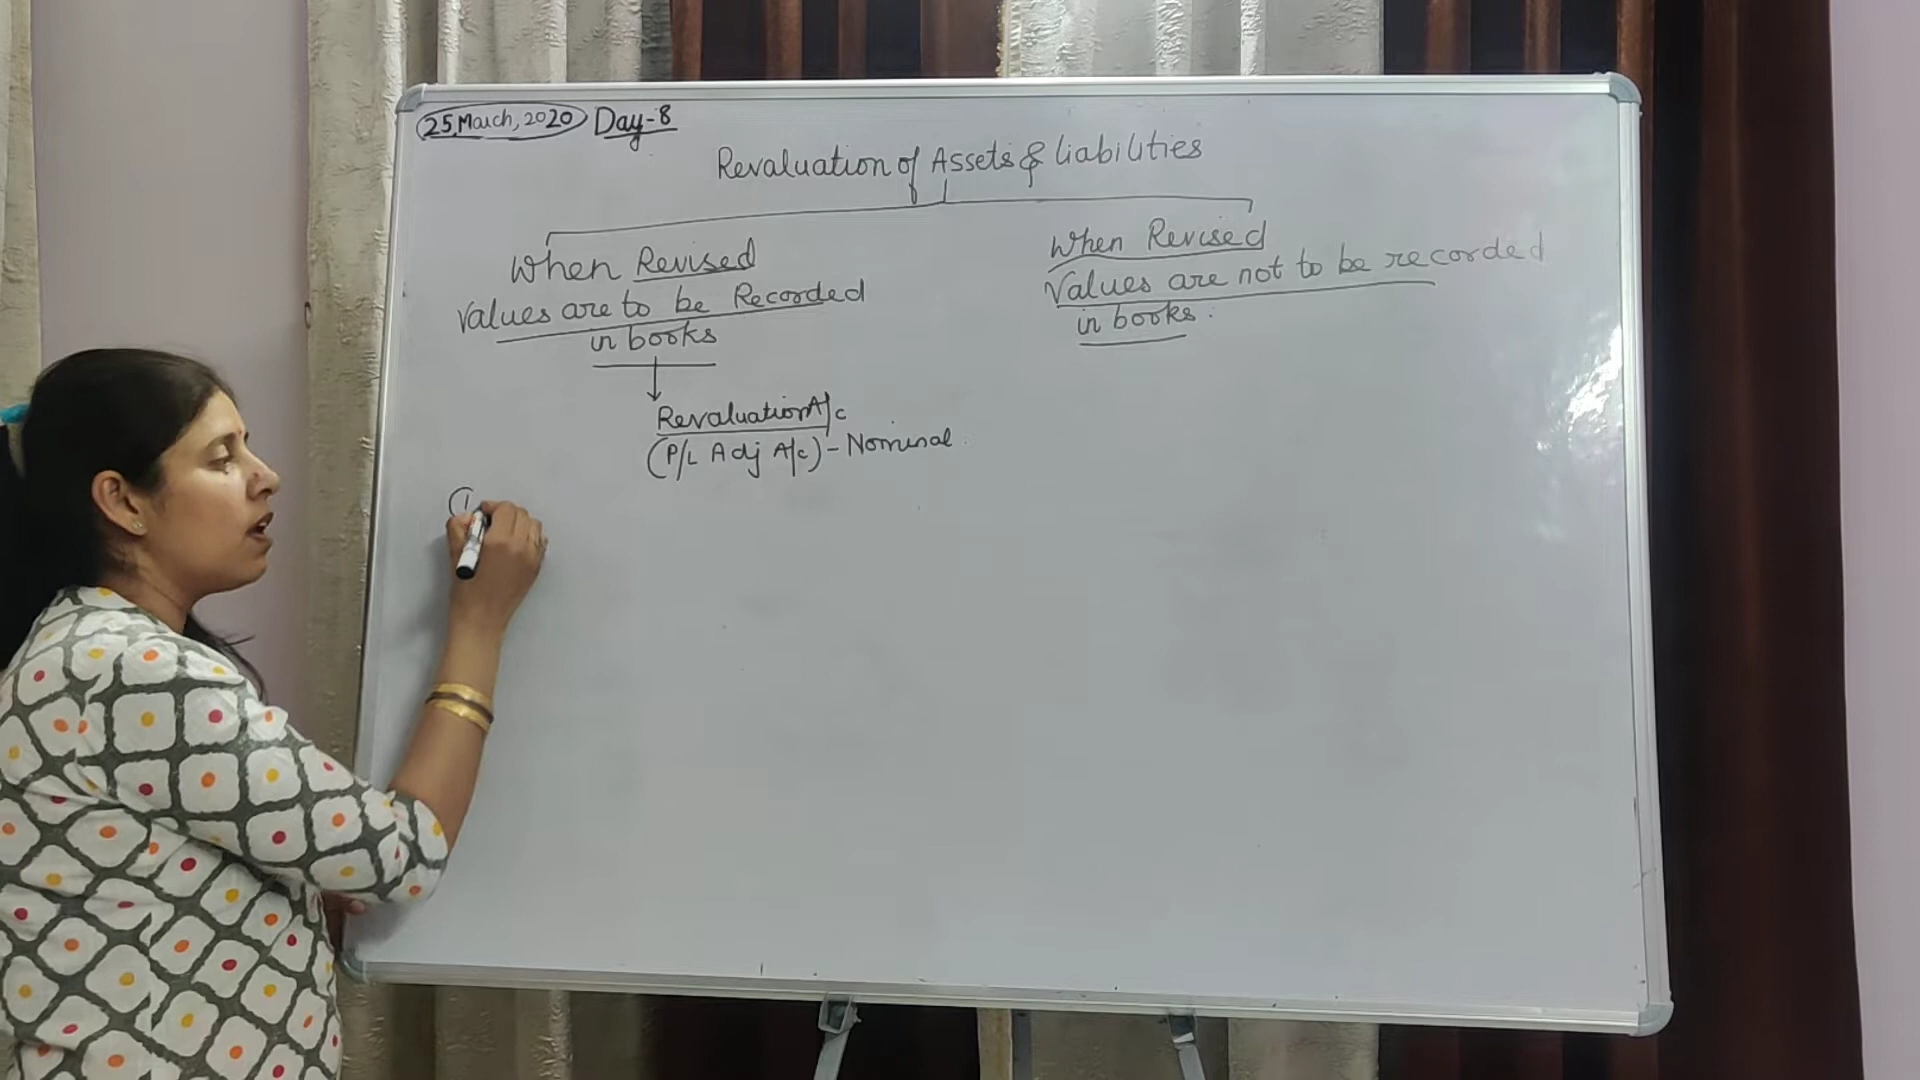 25, March, 2020 Day-8
Revaluation of Assets & liabilities
When Revised
Values are to be Recorded
in books
When Revised
Values are not to be recorded
in books.
Revaluation A/c
(P/L Adj A/c) - Nominal
①